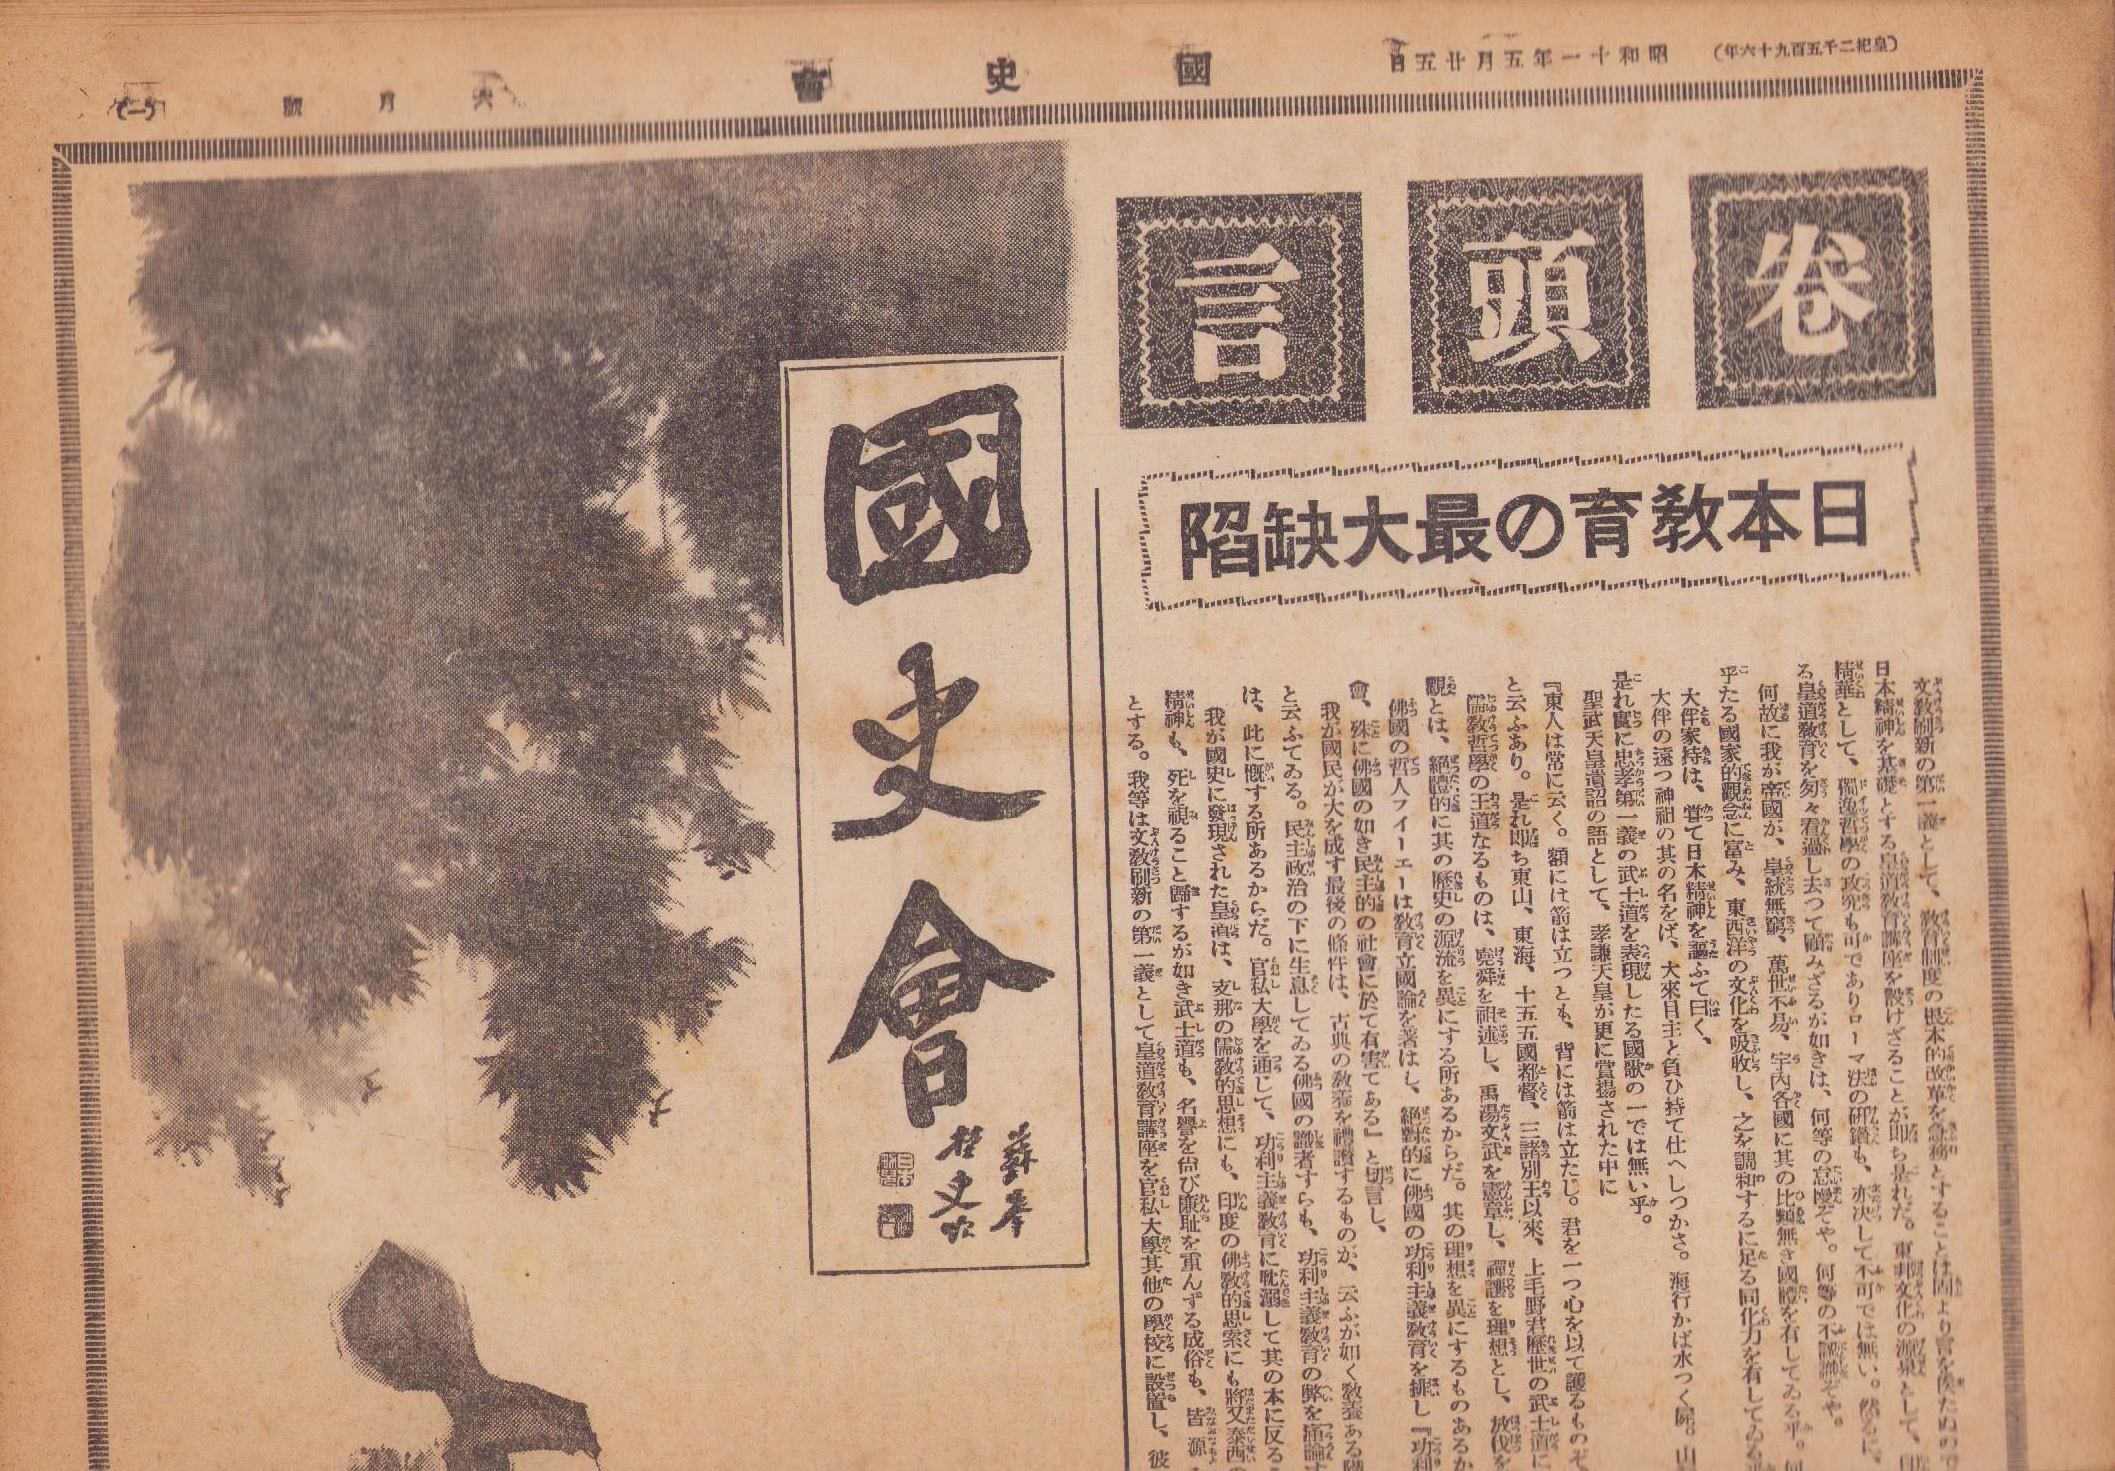 (皇紀二千五百九十六年)
昭和十一年五月廿五日
國史會
六月號
(一)
卷頭言
日本教育の最大缺陷
文教刷新の第一義として、教育制度の根本的改革を急務とすることは固より言を俟たぬので
日本精神を基礎とする皇道教育講座を設けざることが即ち是れだ。東邦文化の源泉として、
精華として、獨逸哲學の攻究も可でありローマ法の研鑽も、亦決して不可では無い。然るに、
る皇道教育を匆々看過し去つて顧みざるが如きは、何等の怠慢ぞや。何等の不謹愼ぞや。
何故に我が帝國が、皇統無窮、萬世不易、宇內各國に其の比類無き國體を有してゐる乎。何
乎たる國家的觀念に富み、東西洋の文化を吸收し、之を調和するに足る同化力を有してゐる
大伴家持は、嘗て日本精神を謳ふて曰く、
大伴の遠つ神祖の其の名をば、大來目主と負ひ持て仕へしつかさ。海行かば水つく屍。山
是れ實に忠孝第一義の武士道を表現したる國歌の一では無い乎。
聖武天皇遺詔の語として、孝謙天皇が更に賞揚された中に
『東人は常に云く。額には箭は立つとも、背には箭は立たじ。君を一つ心を以て護るものぞ
と云ふあり。是れ即ち東山、東海、十五五國都督、三諸別王以來、上毛野君歷世の武士道に
儒教哲學の王道なるものは、堯舜を祖述し、禹湯文武を憲章し、禪讓を理想とし、放伐を
觀とは、絕體的に其の歷史の源流を異にする所あるからだ。其の理想を異にするものあるか
佛國の哲人フイーエーは教育立國論を著はし、絕對的に佛國の功利主義教育を排し『功利
會、殊に佛國の如き民主的の社會に於て有害である』と切言し、
我が國民が大を成す最後の條件は、古典の教養を禮讃するものが、云ふが如く教養ある階
と云ふてゐる。民主政治の下に生息してゐる佛國の識者すらも、功利主義教育の弊を痛論
は、此に慨する所あるからだ。官私大學を通じて、功利主義教育に耽溺して其の本に反る
我が國史に發現された皇道は、支那の儒教的思想にも、印度の佛教的思索にも將又泰西の
精神も、死を視ること歸するが如き武士道も、名譽を尙び廉恥を重んずる成俗も、皆源
とする。我等は文教刷新の第一義として皇道教育講座を官私大學其他の學校に設置し、彼
國史會
蘇峯